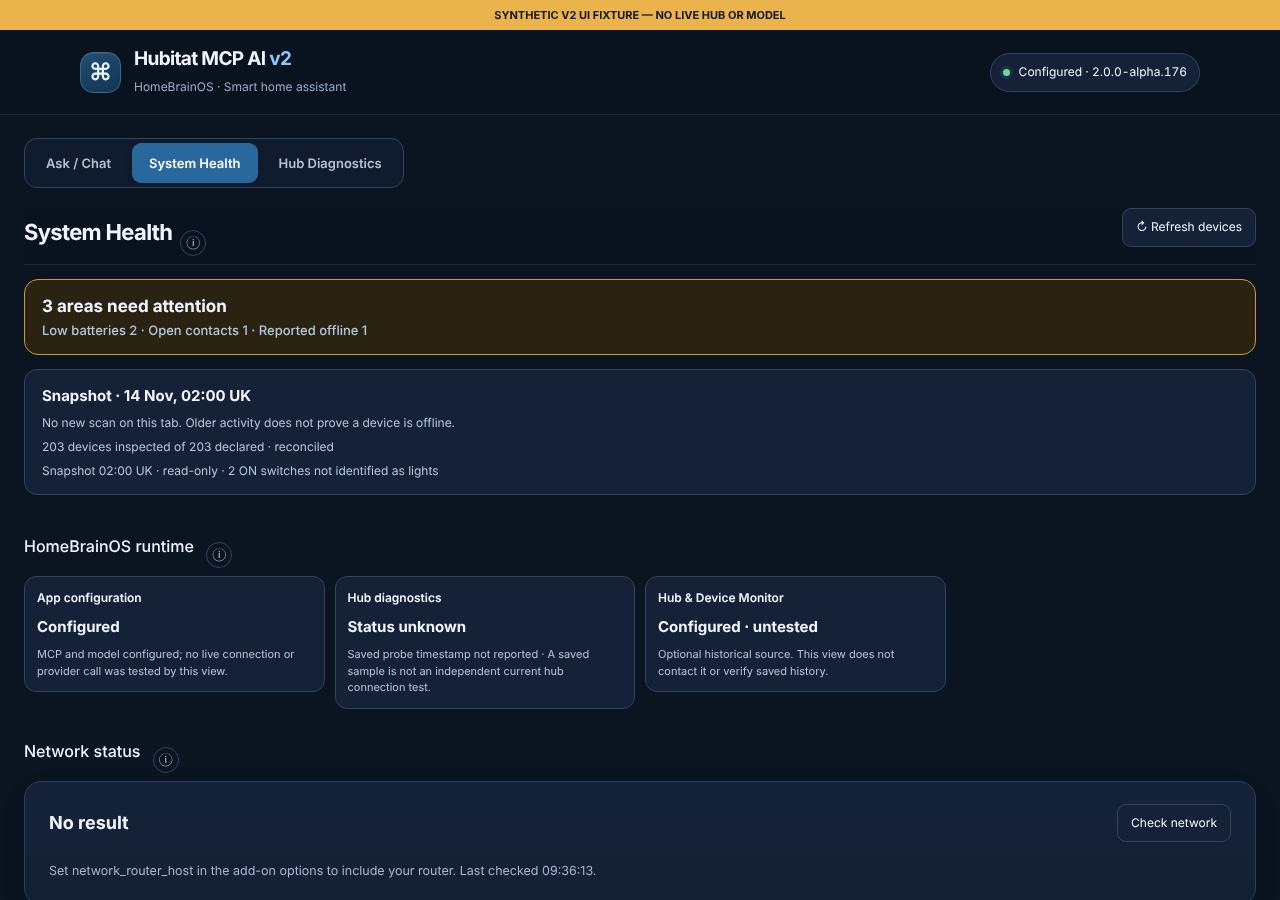 SYNTHETIC V2 UI FIXTURE — NO LIVE HUB OR MODEL
⌘
Hubitat MCP AI v2
HomeBrainOS · Smart home assistant
Configured · 2.0.0-alpha.176
Ask / Chat
System Health
Hub Diagnostics
System Health ⓘ
↻ Refresh devices
3 areas need attention
Low batteries 2 · Open contacts 1 · Reported offline 1
Snapshot · 14 Nov, 02:00 UK
No new scan on this tab. Older activity does not prove a device is offline.
203 devices inspected of 203 declared · reconciled
Snapshot 02:00 UK · read-only · 2 ON switches not identified as lights
HomeBrainOS runtime ⓘ
App configuration
Configured
MCP and model configured; no live connection or
provider call was tested by this view.
Hub diagnostics
Status unknown
Saved probe timestamp not reported · A saved
sample is not an independent current hub
connection test.
Hub & Device Monitor
Configured · untested
Optional historical source. This view does not
contact it or verify saved history.
Network status ⓘ
No result
Check network
Set network_router_host in the add-on options to include your router. Last checked 09:36:13.